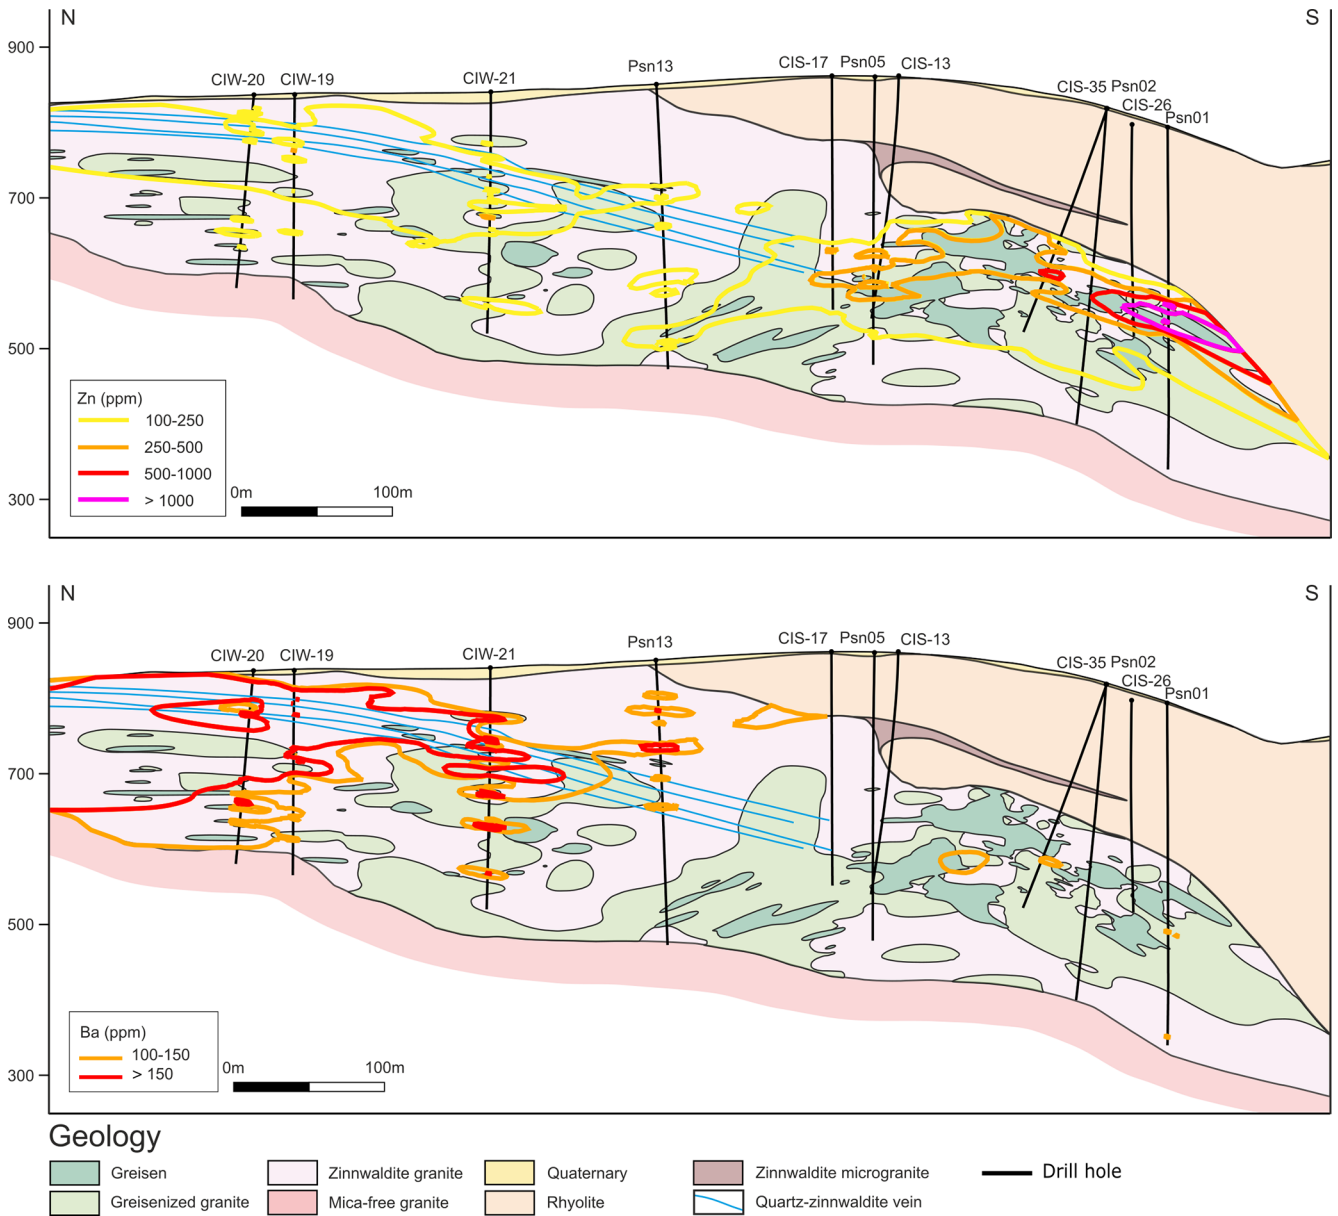 N
S
900
700
500
300
CIW-20
CIW-19
CIW-21
Psn13
CIS-17
Psn05
CIS-13
CIS-35
Psn02
CIS-26
Psn01
Zn (ppm)
100-250
250-500
500-1000
> 1000
0m
100m
N
S
900
700
500
300
CIW-20
CIW-19
CIW-21
Psn13
CIS-17
Psn05
CIS-13
CIS-35
Psn02
CIS-26
Psn01
Ba (ppm)
100-150
> 150
0m
100m
Geology
Greisen
Zinnwaldite granite
Quaternary
Zinnwaldite microgranite
Drill hole
Greisenized granite
Mica-free granite
Rhyolite
Quartz-zinnwaldite vein